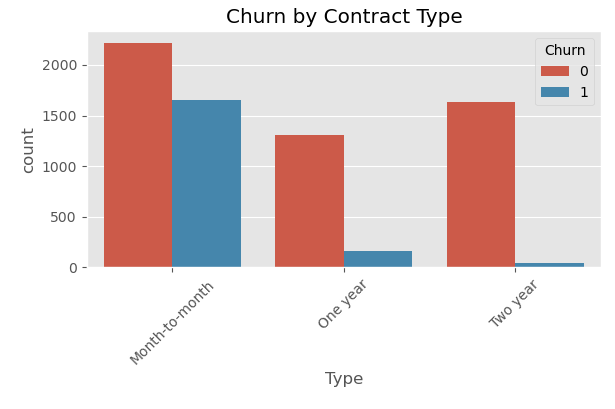 Churn by Contract Type
Churn
0
1
2000
1500
1000
500
0
count
Month-to-month
One year
Two year
Type